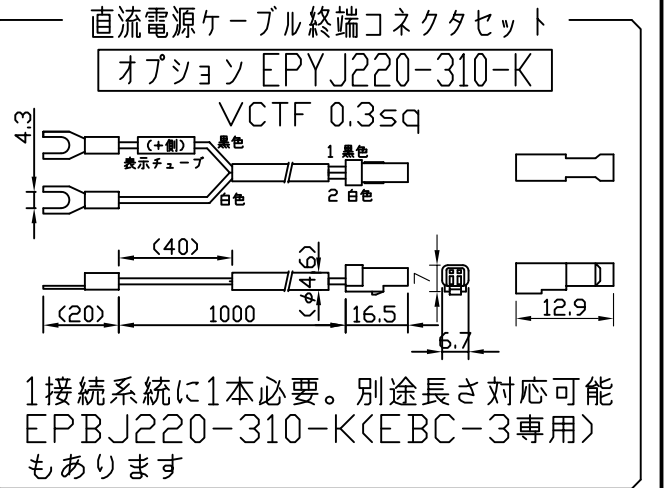 直流電源ケーブル終端コネクタセット
オプション EPYJ220-310-K
VCTF 0.3sq
4.3
(+側)
表示チューブ
黒色
白色
1 黒色
2 白色
(40)
(φ4.6)
7
(20)
1000
16.5
6.7
12.9
1接続系統に1本必要。別途長さ対応可能
EPBJ220-310-K(EBC-3専用)
もあります